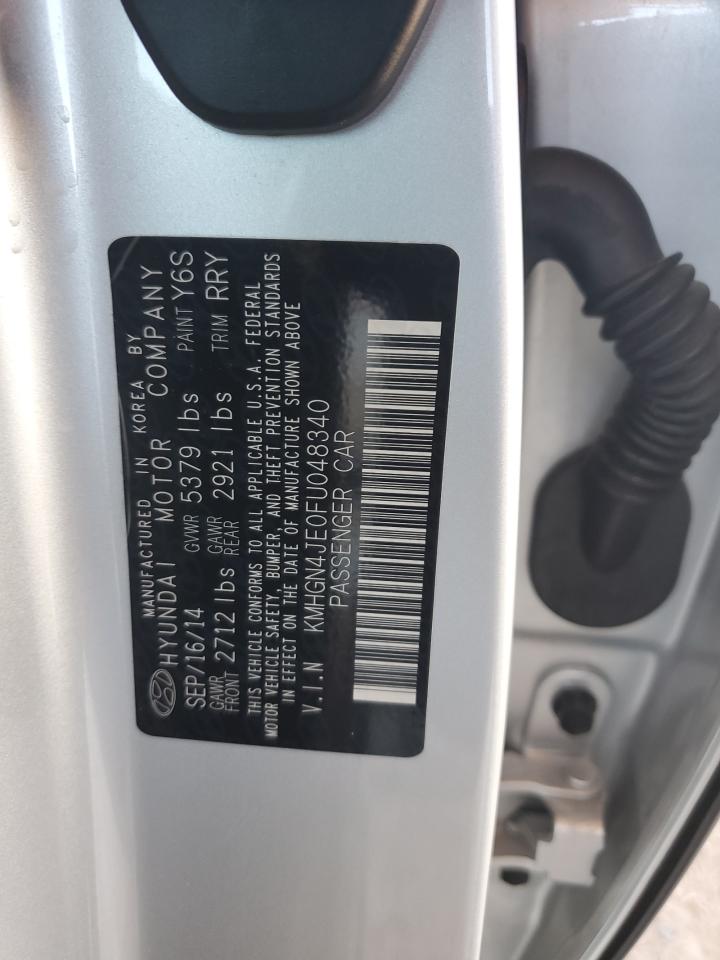 MANUFACTURED IN KOREA BY
HYUNDAI MOTOR COMPANY
SEP/16/14 GVWR 5379 lbs PAINT Y6S
GAWR FRONT 2712 lbs GAWR REAR 2921 lbs TRIM RRY
THIS VEHICLE CONFORMS TO ALL APPLICABLE U.S.A. FEDERAL
MOTOR VEHICLE SAFETY, BUMPER, AND THEFT PREVENTION STANDARDS
IN EFFECT ON THE DATE OF MANUFACTURE SHOWN ABOVE
V.I.N KMHGN4JE0FU048340
PASSENGER CAR